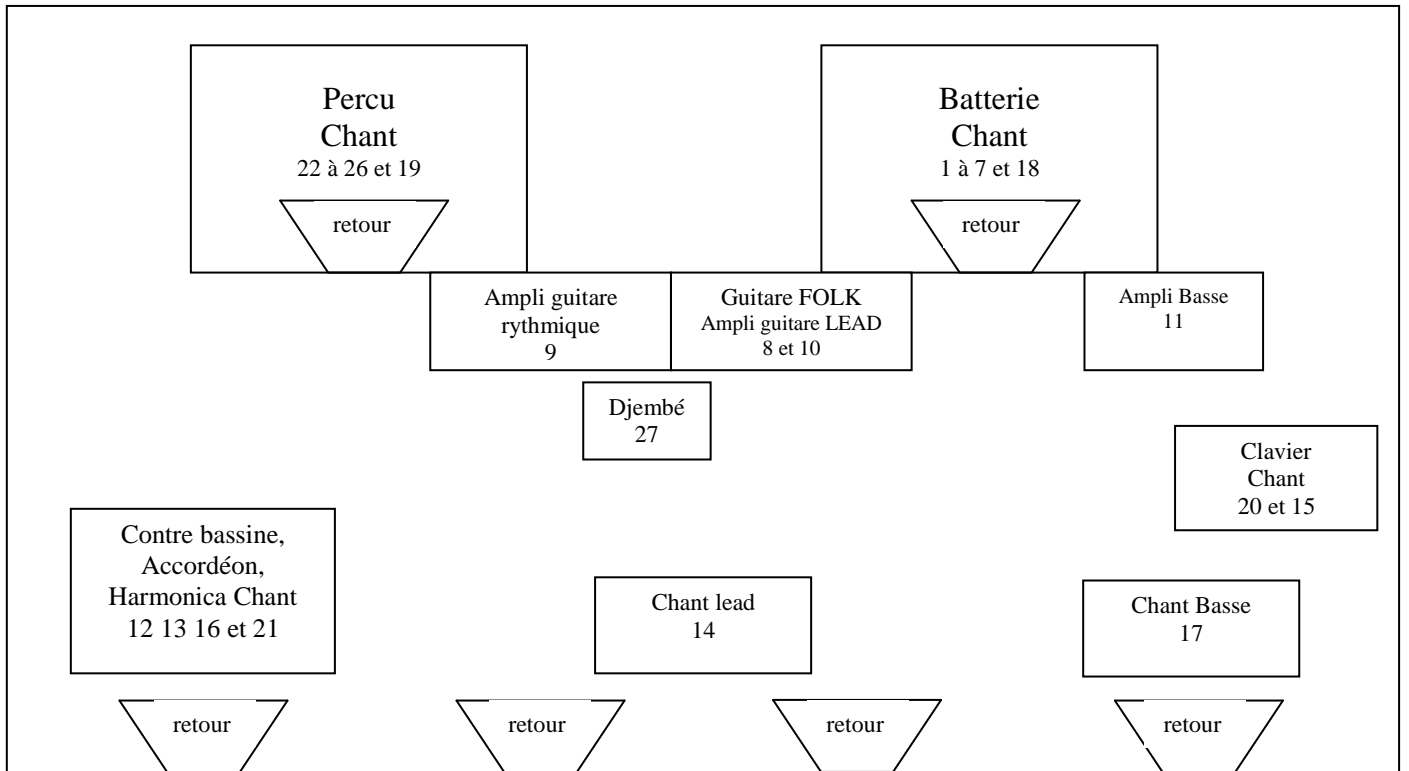 Percu
Chant
22 à 26 et 19
retour
Batterie
Chant
1 à 7 et 18
retour
Ampli guitare
rythmique
9
Guitare FOLK
Ampli guitare LEAD
8 et 10
Ampli Basse
11
Djembé
27
Clavier
Chant
20 et 15
Contre bassine,
Accordéon,
Harmonica Chant
12 13 16 et 21
Chant lead
14
Chant Basse
17
retour
retour
retour
retour